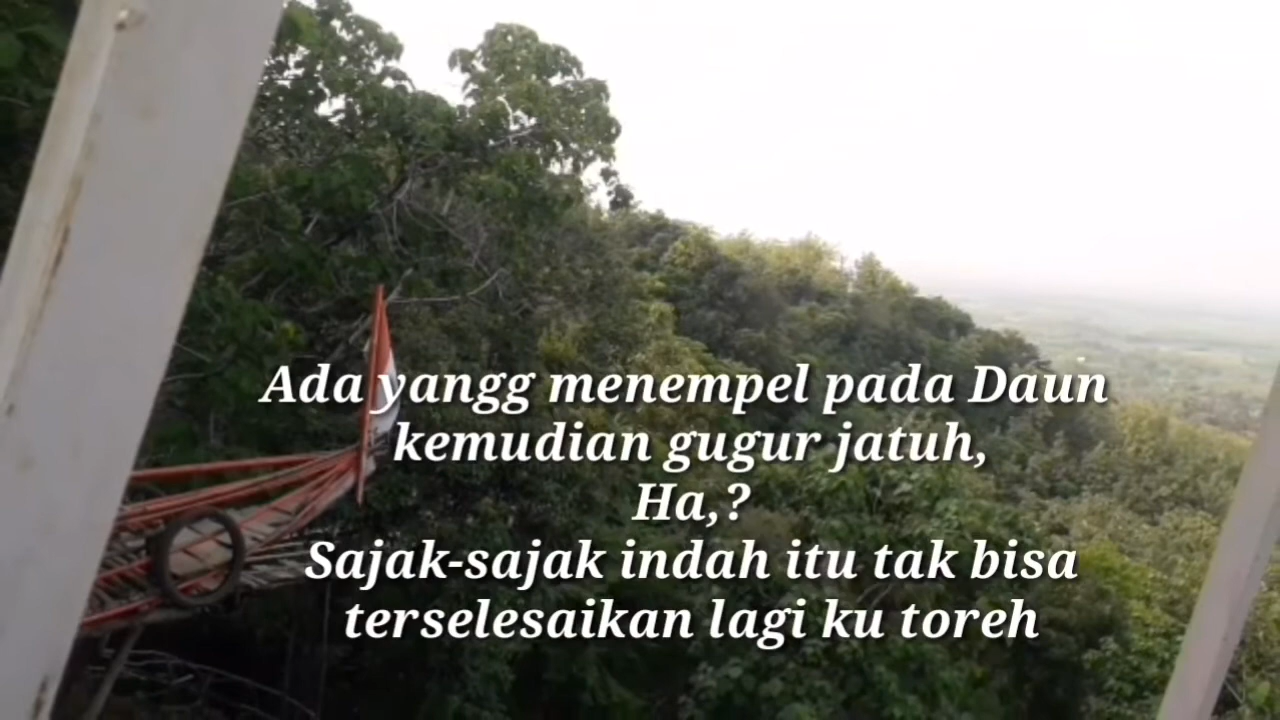 Ada yangg menempel pada Daun
kemudian gugur jatuh,
Ha,?
Sajak-sajak indah itu tak bisa
terselesaikan lagi ku toreh